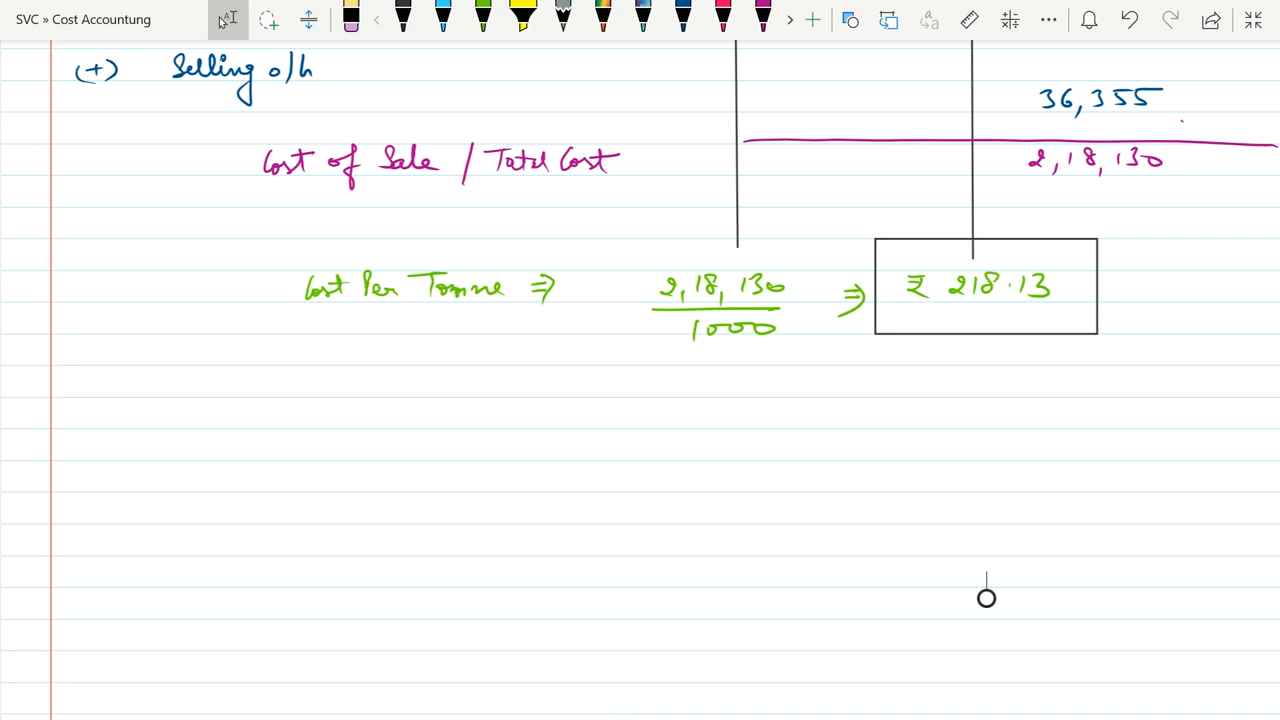 SVC » Cost Accountung
(+) Selling o/h
36,355
Cost of Sale / Total Cost 2,18,130
Cost Per Tonne ⇒ 2,18,130 ⇒ ₹ 218.13
1000